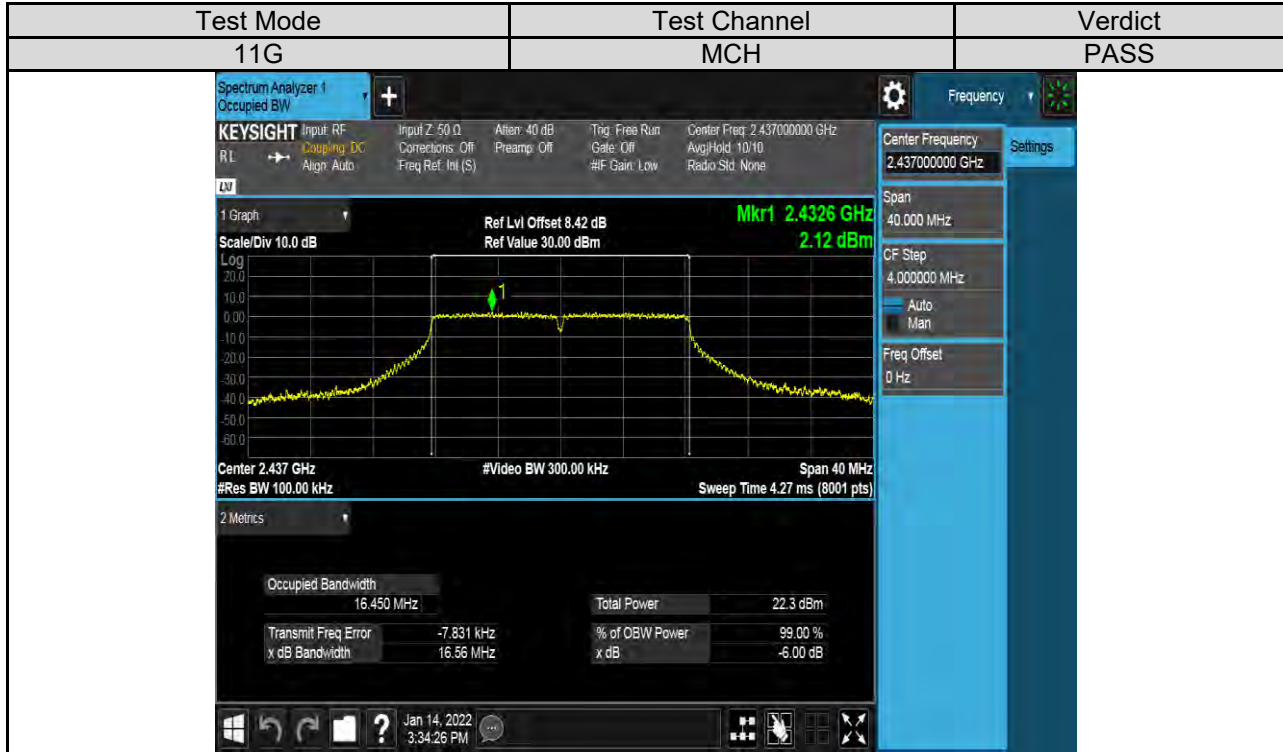 Test Mode Test Channel Verdict
11G MCH PASS
Spectrum Analyzer 1
Occupied BW
+
Frequency
KEYSIGHT Input: RF Input Z: 50 Ω Atten: 40 dB Trig: Free Run Center Freq: 2.437000000 GHz
RL Coupling: DC Corrections: Off Preamp: Off Gate: Off Avg|Hold: 10/10
Align: Auto Freq Ref: Int (S) #IF Gain: Low Radio Std: None
LXI
Center Frequency
2.437000000 GHz
Settings
Span
40.000 MHz
CF Step
4.000000 MHz
Auto
Man
Freq Offset
0 Hz
1 Graph Ref Lvl Offset 8.42 dB Mkr1 2.4326 GHz
Scale/Div 10.0 dB Ref Value 30.00 dBm 2.12 dBm
Log
20.0
10.0
1
0.00
-10.0
-20.0
-30.0
-40.0
-50.0
-60.0
Center 2.437 GHz #Video BW 300.00 kHz Span 40 MHz
#Res BW 100.00 kHz Sweep Time 4.27 ms (8001 pts)
2 Metrics
Occupied Bandwidth
16.450 MHz Total Power 22.3 dBm
Transmit Freq Error -7.831 kHz % of OBW Power 99.00 %
x dB Bandwidth 16.56 MHz x dB -6.00 dB
? Jan 14, 2022
3:34:26 PM